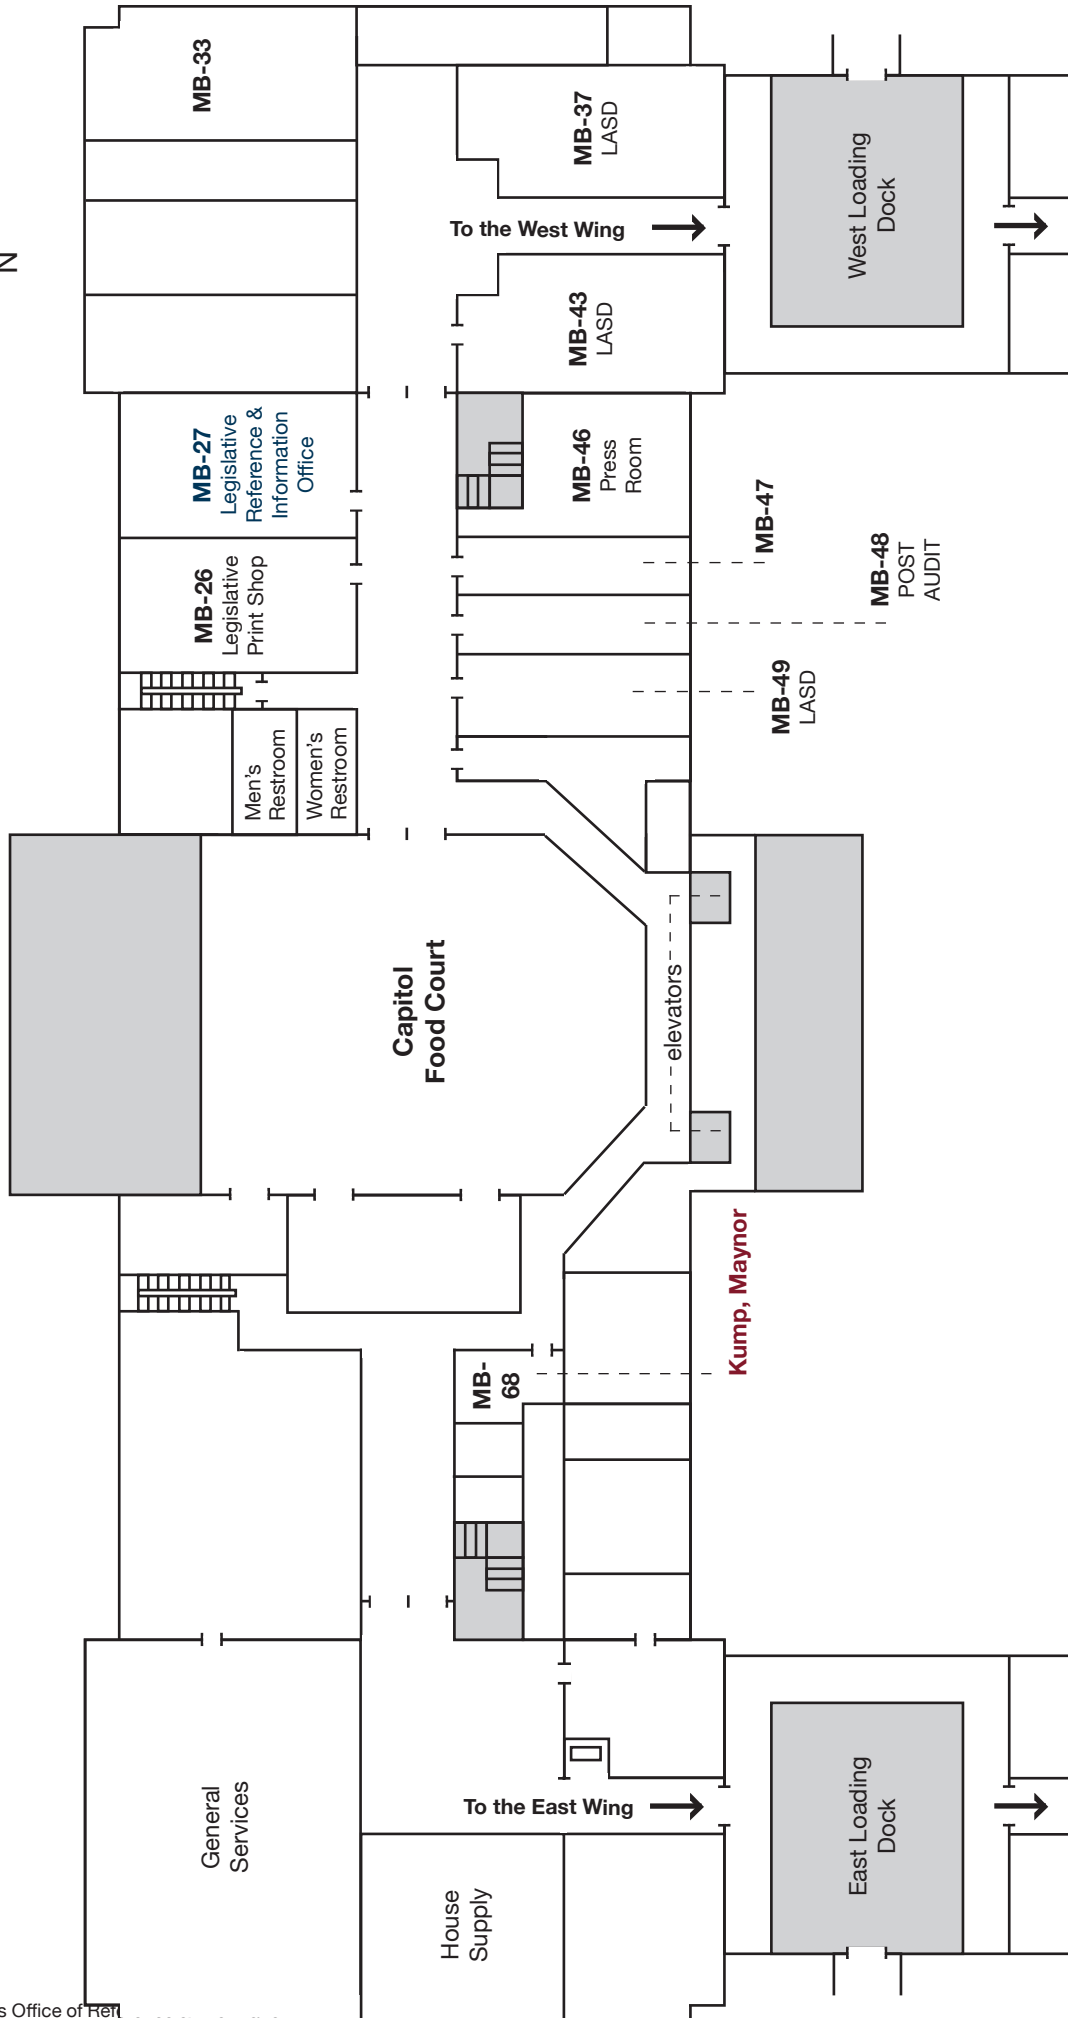 N
MB-33
MB-37
LASD
West Loading
Dock
To the West Wing
MB-43
LASD
MB-27
Legislative
Reference &
Information
Office
MB-46
Press
Room
MB-47
MB-48
POST
AUDIT
MB-26
Legislative
Print Shop
MB-49
LASD
Men's
Restroom
Women's
Restroom
Capitol
Food Court
elevators
Kump, Maynor
MB-
68
General
Services
To the East Wing
East Loading
Dock
House
Supply
s Office of Refe